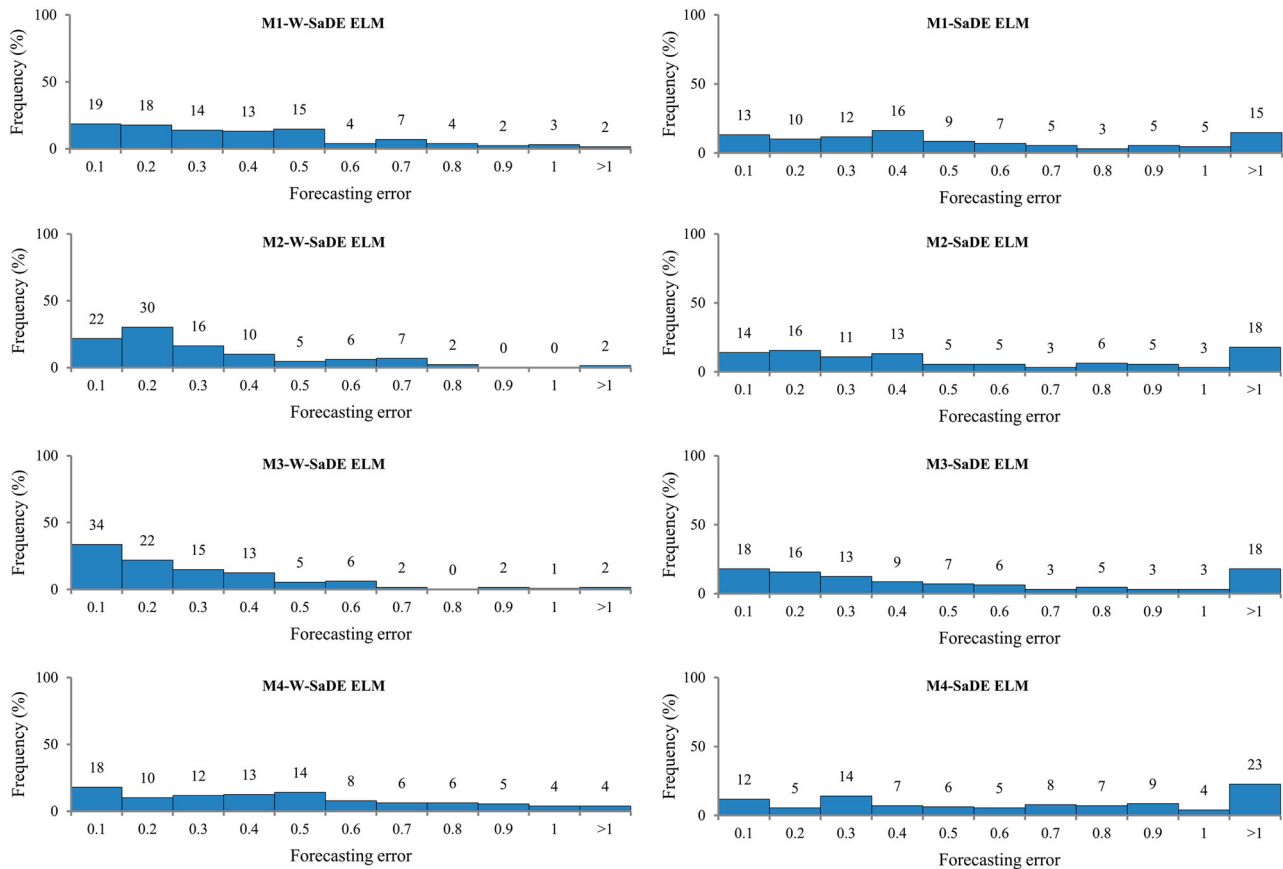 M1-W-SaDE ELM
Frequency (%)
100
50
0
19 18 14 13 15 4 7 4 2 3 2
0.1 0.2 0.3 0.4 0.5 0.6 0.7 0.8 0.9 1 >1
Forecasting error
M1-SaDE ELM
Frequency (%)
100
50
0
13 10 12 16 9 7 5 3 5 5 15
0.1 0.2 0.3 0.4 0.5 0.6 0.7 0.8 0.9 1 >1
Forecasting error
M2-W-SaDE ELM
Frequency (%)
100
50
0
22 30 16 10 5 6 7 2 0 0 2
0.1 0.2 0.3 0.4 0.5 0.6 0.7 0.8 0.9 1 >1
Forecasting error
M2-SaDE ELM
Frequency (%)
100
50
0
14 16 11 13 5 5 3 6 5 3 18
0.1 0.2 0.3 0.4 0.5 0.6 0.7 0.8 0.9 1 >1
Forecasting error
M3-W-SaDE ELM
Frequency (%)
100
50
0
34 22 15 13 5 6 2 0 2 1 2
0.1 0.2 0.3 0.4 0.5 0.6 0.7 0.8 0.9 1 >1
Forecasting error
M3-SaDE ELM
Frequency (%)
100
50
0
18 16 13 9 7 6 3 5 3 3 18
0.1 0.2 0.3 0.4 0.5 0.6 0.7 0.8 0.9 1 >1
Forecasting error
M4-W-SaDE ELM
Frequency (%)
100
50
0
18 10 12 13 14 8 6 6 5 4 4
0.1 0.2 0.3 0.4 0.5 0.6 0.7 0.8 0.9 1 >1
Forecasting error
M4-SaDE ELM
Frequency (%)
100
50
0
12 5 14 7 6 5 8 7 9 4 23
0.1 0.2 0.3 0.4 0.5 0.6 0.7 0.8 0.9 1 >1
Forecasting error